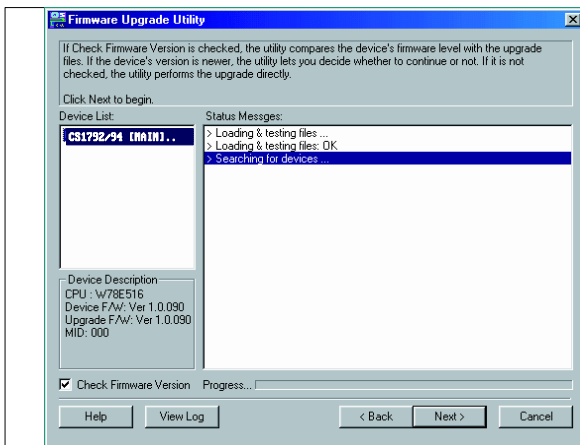 Firmware Upgrade Utility
If Check Firmware Version is checked, the utility compares the device's firmware level with the upgrade
files. If the device's version is newer, the utility lets you decide whether to continue or not. If it is not
checked, the utility performs the upgrade directly.
Click Next to begin.
Device List:
Status Messges:
CS1792/94 [MAIN]..
> Loading & testing files ...
> Loading & testing files: OK
> Searching for devices ...
Device Description
CPU : W78E516
Device F/W: Ver 1.0.090
Upgrade F/W: Ver 1.0.090
MID: 000
Check Firmware Version
Progress...
Help
View Log
< Back
Next >
Cancel